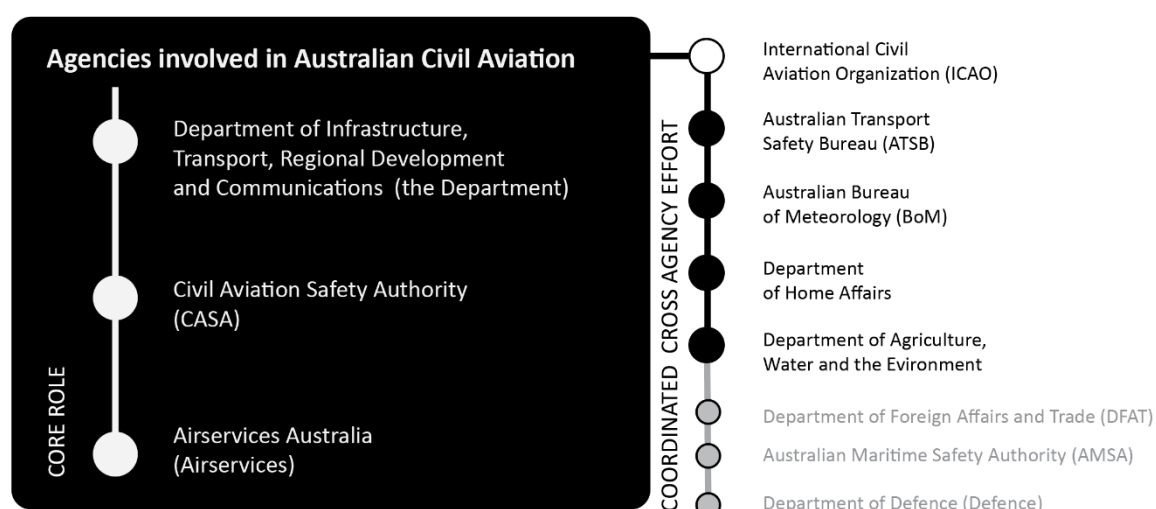 Agencies involved in Australian Civil Aviation
Department of Infrastructure,
Transport, Regional Development
and Communications (the Department)
Civil Aviation Safety Authority
(CASA)
Airservices Australia
(Airservices)
CORE ROLE
COORDINATED CROSS AGENCY EFFORT
International Civil
Aviation Organization (ICAO)
Australian Transport
Safety Bureau (ATSB)
Australian Bureau
of Meteorology (BoM)
Department
of Home Affairs
Department of Agriculture,
Water and the Evironment
Department of Foreign Affairs and Trade (DFAT)
Australian Maritime Safety Authority (AMSA)
Department of Defence (Defence)